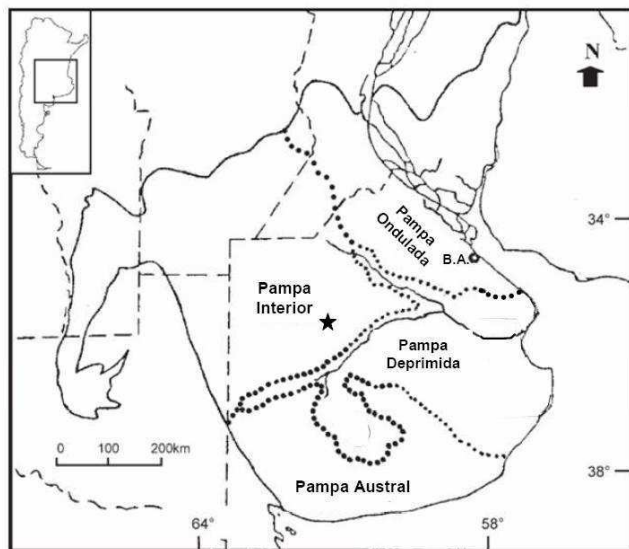 N
34°
Pampa
Ondulada
B.A.
Pampa
Interior
Pampa
Deprimida
0 100 200km
Pampa Austral
38°
64°
58°